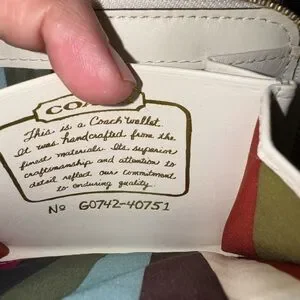 CO
This is a Coach wallet.
It was handcrafted from the
finest materials. Its superior
craftsmanship and attention to
detail reflect our commitment
to enduring quality.
No G0742-40751